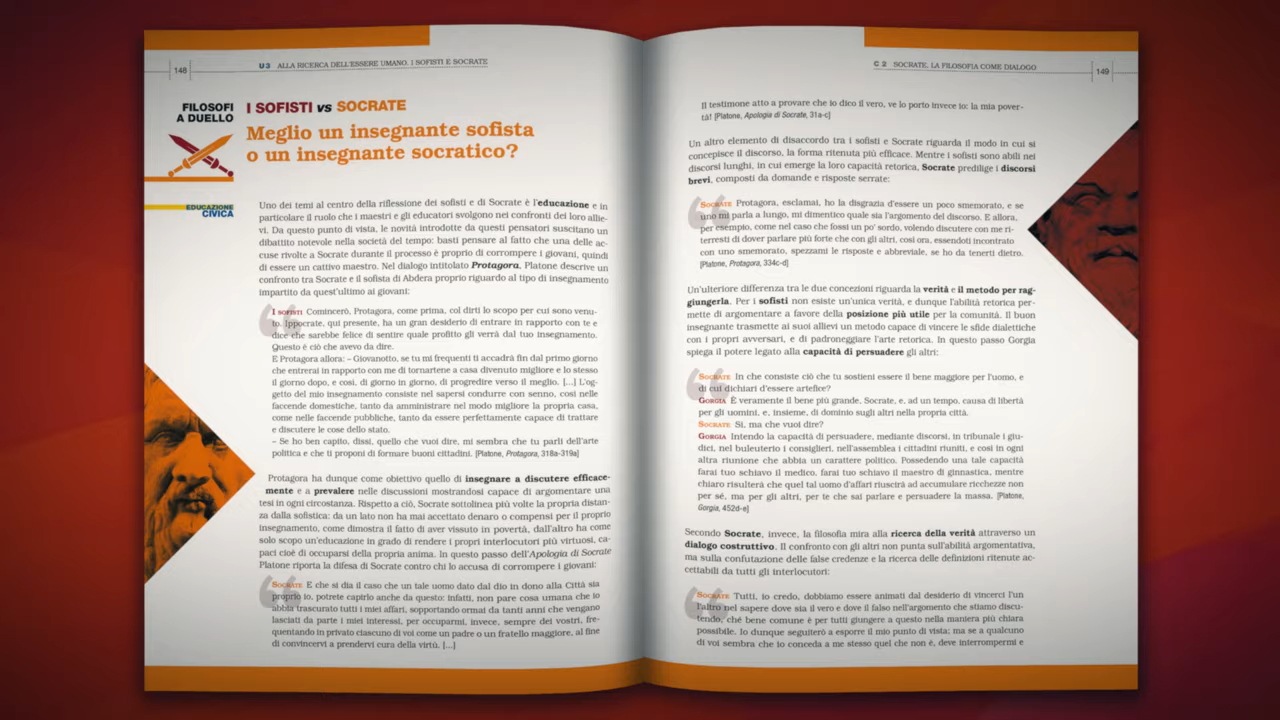 148
U3 ALLA RICERCA DELL'ESSERE UMANO. I SOFISTI E SOCRATE
FILOSOFI
A DUELLO
I SOFISTI vs SOCRATE
Meglio un insegnante sofista
o un insegnante socratico?
EDUCAZIONE
CIVICA
Uno dei temi al centro della riflessione dei sofisti e di Socrate è l'educazione e in
particolare il ruolo che i maestri e gli educatori svolgono nei confronti dei loro allie-
vi. Da questo punto di vista, le novità introdotte da questi pensatori suscitano un
dibattito notevole nella società del tempo: basti pensare al fatto che una delle ac-
cuse rivolte a Socrate durante il processo è proprio di corrompere i giovani, quindi
di essere un cattivo maestro. Nel dialogo intitolato Protagora, Platone descrive un
confronto tra Socrate e il sofista di Abdera proprio riguardo al tipo di insegnamento
impartito da quest'ultimo ai giovani:
I SOFISTI Comincerò, Protagora, come prima, col dirti lo scopo per cui sono venu-
to. Ippocrate, qui presente, ha un gran desiderio di entrare in rapporto con te e
dice che sarebbe felice di sentire quale profitto gli verrà dal tuo insegnamento.
Questo è ciò che avevo da dire.
E Protagora allora: – Giovanotto, se tu mi frequenti ti accadrà fin dal primo giorno
che entrerai in rapporto con me di tornartene a casa divenuto migliore e lo stesso
il giorno dopo, e così, di giorno in giorno, di progredire verso il meglio. [...] L'og-
getto del mio insegnamento consiste nel sapersi condurre con senno, così nelle
faccende domestiche, tanto da amministrare nel modo migliore la propria casa,
come nelle faccende pubbliche, tanto da essere perfettamente capace di trattare
e discutere le cose dello stato.
– Se ho ben capito, dissi, quello che vuoi dire, mi sembra che tu parli dell'arte
politica e che ti proponi di formare buoni cittadini. [Platone, Protagora, 318a-319a]
Protagora ha dunque come obiettivo quello di insegnare a discutere efficace-
mente e a prevalere nelle discussioni mostrandosi capace di argomentare una
tesi in ogni circostanza. Rispetto a ciò, Socrate sottolinea più volte la propria distan-
za dalla sofistica: da un lato non ha mai accettato denaro o compensi per il proprio
insegnamento, come dimostra il fatto di aver vissuto in povertà, dall'altro ha come
solo scopo un'educazione in grado di rendere i propri interlocutori più virtuosi, ca-
paci cioè di occuparsi della propria anima. In questo passo dell'Apologia di Socrate
Platone riporta la difesa di Socrate contro chi lo accusa di corrompere i giovani:
SOCRATE E che si dia il caso che un tale uomo dato dal dio in dono alla Città sia
proprio io, potrete capirlo anche da questo: infatti, non pare cosa umana che io
abbia trascurato tutti i miei affari, sopportando ormai da tanti anni che vengano
lasciati da parte i miei interessi, per occuparmi, invece, sempre dei vostri, fre-
quentando in privato ciascuno di voi come un padre o un fratello maggiore, al fine
di convincervi a prendervi cura della virtù. [...]
C 2 SOCRATE. LA FILOSOFIA COME DIALOGO
149
Il testimone atto a provare che io dico il vero, ve lo porto invece io: la mia pover-
tà! [Platone, Apologia di Socrate, 31a-c]
Un altro elemento di disaccordo tra i sofisti e Socrate riguarda il modo in cui si
concepisce il discorso, la forma ritenuta più efficace. Mentre i sofisti sono abili nei
discorsi lunghi, in cui emerge la loro capacità retorica, Socrate predilige i discorsi
brevi, composti da domande e risposte serrate:
SOCRATE Protagora, esclamai, ho la disgrazia d'essere un poco smemorato, e se
uno mi parla a lungo, mi dimentico quale sia l'argomento del discorso. E allora,
per esempio, come nel caso che fossi un po' sordo, volendo discutere con me ri-
terresti di dover parlare più forte che con gli altri, così ora, essendoti incontrato
con uno smemorato, spezzami le risposte e abbreviale, se ho da tenerti dietro.
[Platone, Protagora, 334c-d]
Un'ulteriore differenza tra le due concezioni riguarda la verità e il metodo per rag-
giungerla. Per i sofisti non esiste un'unica verità, e dunque l'abilità retorica per-
mette di argomentare a favore della posizione più utile per la comunità. Il buon
insegnante trasmette ai suoi allievi un metodo capace di vincere le sfide dialettiche
con i propri avversari, e di padroneggiare l'arte retorica. In questo passo Gorgia
spiega il potere legato alla capacità di persuadere gli altri:
SOCRATE In che consiste ciò che tu sostieni essere il bene maggiore per l'uomo, e
di cui dichiari d'essere artefice?
GORGIA È veramente il bene più grande, Socrate, e, ad un tempo, causa di libertà
per gli uomini, e, insieme, di dominio sugli altri nella propria città.
SOCRATE Sì, ma che vuoi dire?
GORGIA Intendo la capacità di persuadere, mediante discorsi, in tribunale i giu-
dici, nel buleuterio i consiglieri, nell'assemblea i cittadini riuniti, e così in ogni
altra riunione che abbia un carattere politico. Possedendo una tale capacità
farai tuo schiavo il medico, farai tuo schiavo il maestro di ginnastica, mentre
chiaro risulterà che quel tal uomo d'affari riuscirà ad accumulare ricchezze non
per sé, ma per gli altri, per te che sai parlare e persuadere la massa. [Platone,
Gorgia, 452d-e]
Secondo Socrate, invece, la filosofia mira alla ricerca della verità attraverso un
dialogo costruttivo. Il confronto con gli altri non punta sull'abilità argomentativa,
ma sulla confutazione delle false credenze e la ricerca delle definizioni ritenute ac-
cettabili da tutti gli interlocutori:
SOCRATE Tutti, io credo, dobbiamo essere animati dal desiderio di vincerci l'un
l'altro nel sapere dove sia il vero e dove il falso nell'argomento che stiamo discu-
tendo, ché bene comune è per tutti giungere a questo nella maniera più chiara
possibile. Io dunque seguiterò a esporre il mio punto di vista; ma se a qualcuno
di voi sembra che io conceda a me stesso quel che non è, deve interrompermi e